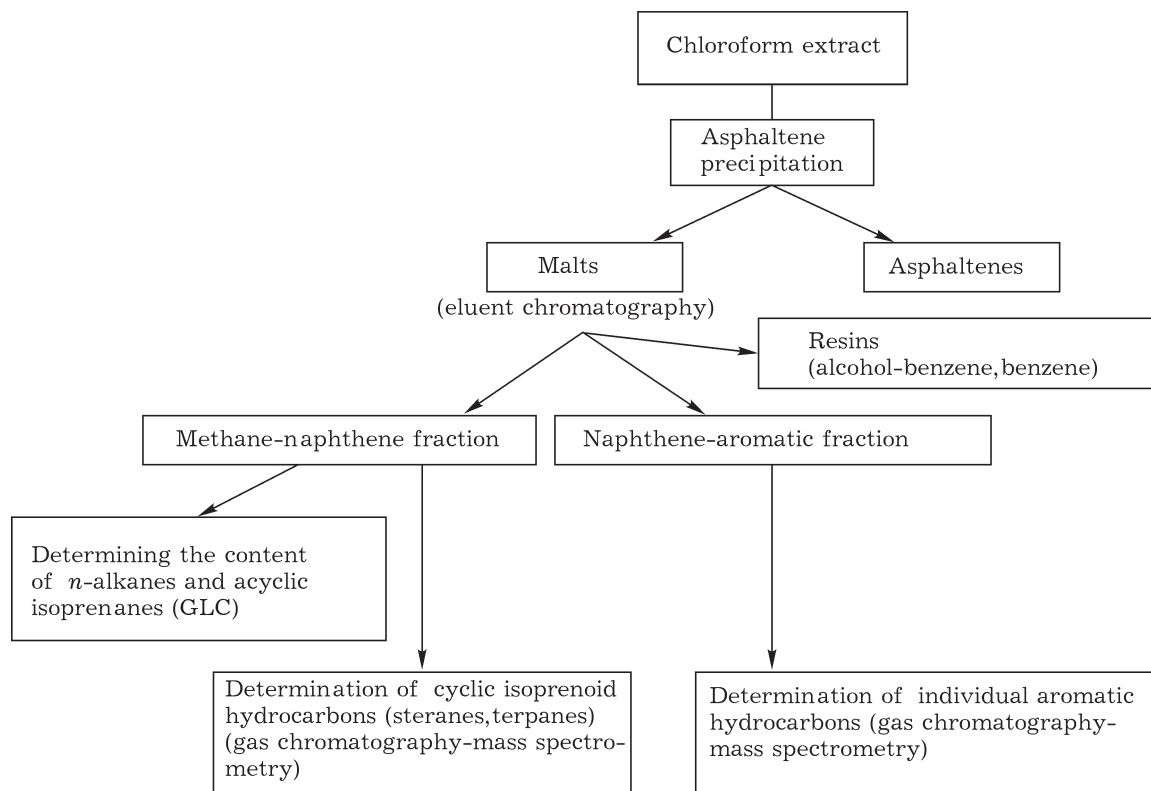 Chloroform extract
Asphaltene
precipitation
Malts
Asphaltenes
(eluent chromatography)
Resins
(alcohol-benzene,benzene)
Methane-naphthene fraction
Naphthene-aromatic fraction
Determining the content
of n-alkanes and acyclic
isoprenanes (GLC)
Determination of cyclic isoprenoid
hydrocarbons (steranes,terpanes)
(gas chromatography-mass spectro-
metry)
Determination of individual aromatic
hydrocarbons (gas chromatography-
mass spectrometry)